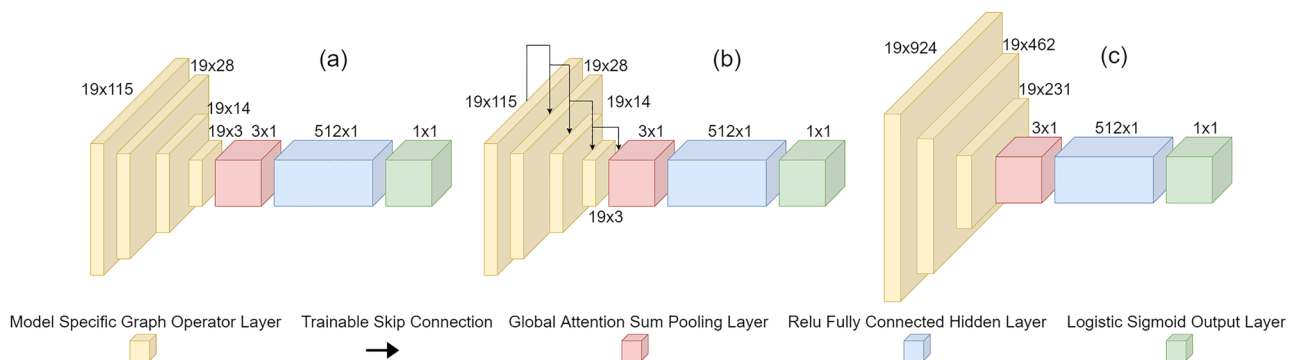 (a)
19x115
19x28
19x14
19x3
3x1
512x1
1x1
(b)
19x115
19x28
19x14
3x1
512x1
1x1
19x3
(c)
19x924
19x462
19x231
3x1
512x1
1x1
Model Specific Graph Operator Layer
Trainable Skip Connection
Global Attention Sum Pooling Layer
Relu Fully Connected Hidden Layer
Logistic Sigmoid Output Layer